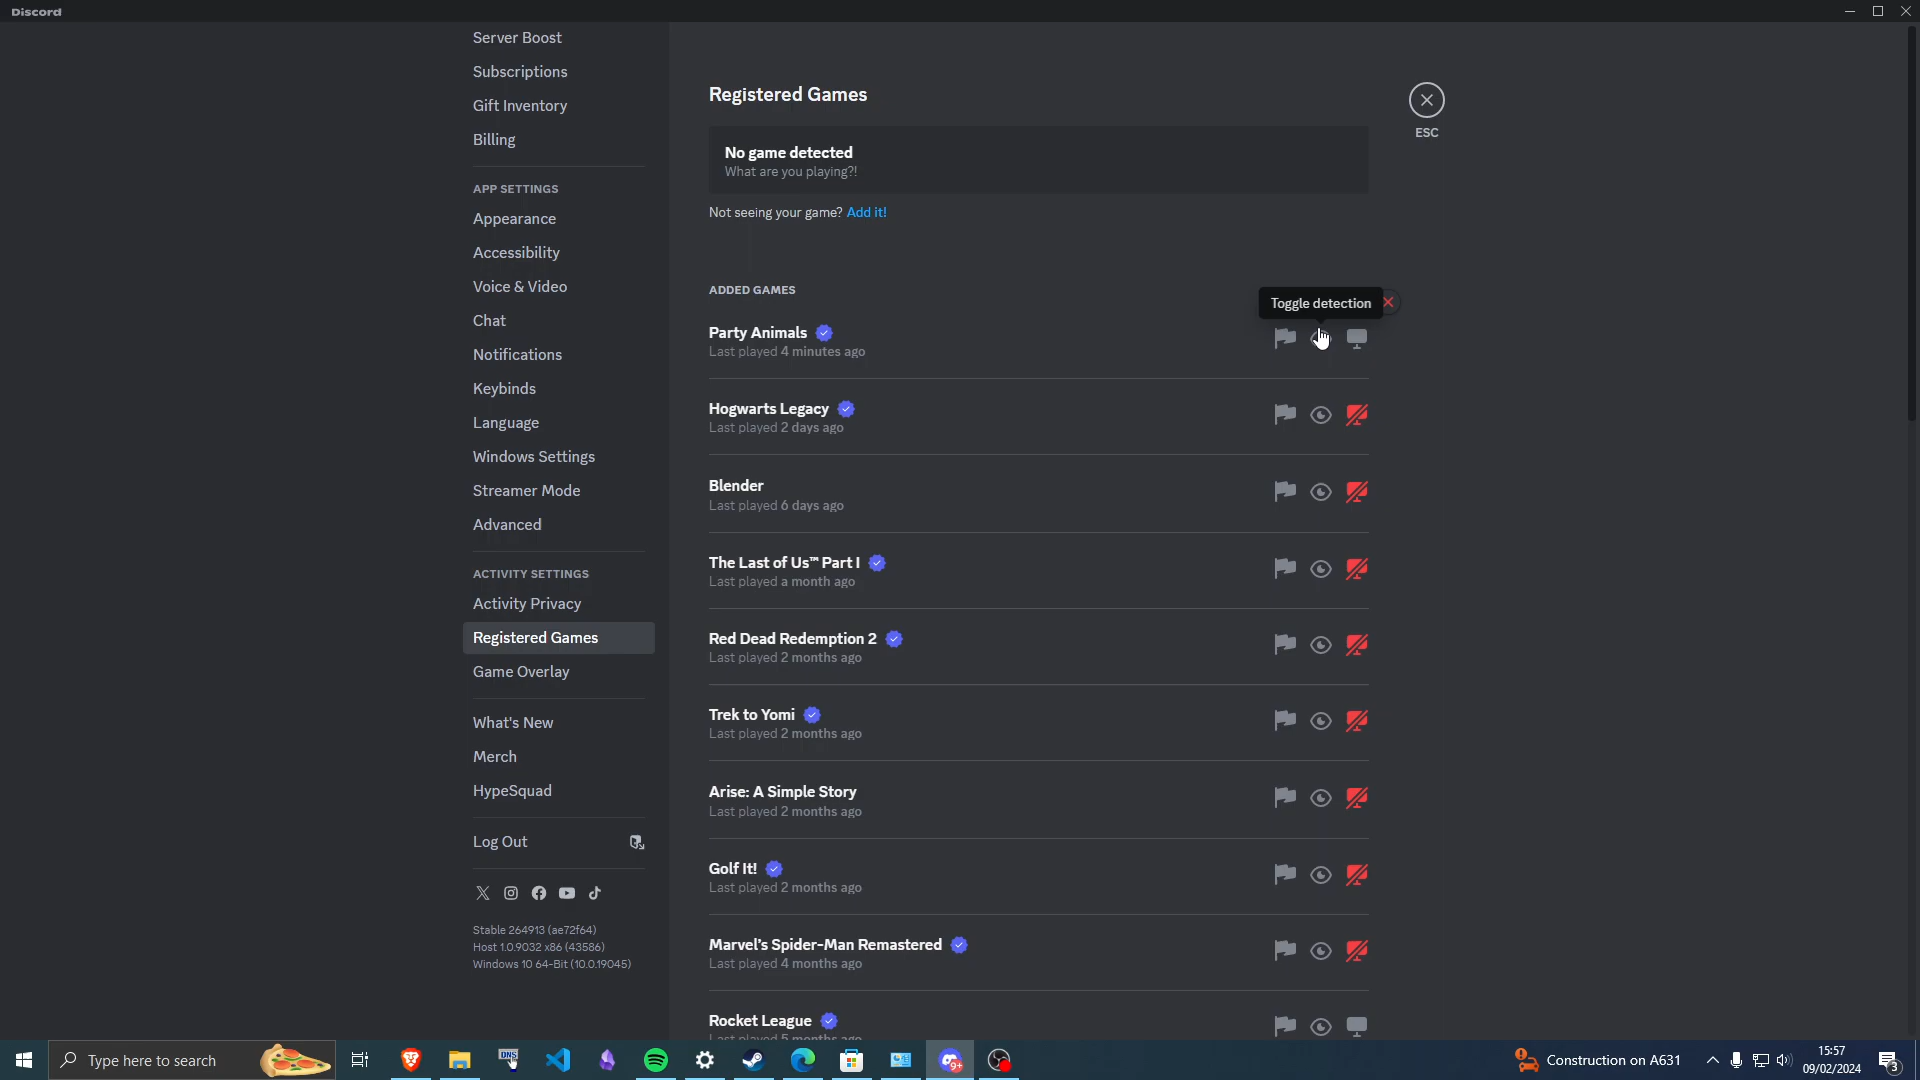 Discord
Server Boost
Subscriptions
Gift Inventory
Billing
APP SETTINGS
Appearance
Accessibility
Voice & Video
Chat
Notifications
Keybinds
Language
Windows Settings
Streamer Mode
Advanced
ACTIVITY SETTINGS
Activity Privacy
Registered Games
Game Overlay
What's New
Merch
HypeSquad
Log Out
Stable 264913 (ae72f64)
Host 1.0.9032 x86 (43586)
Windows 10 64-Bit (10.0.19045)
Registered Games
ESC
No game detected
What are you playing?!
Not seeing your game? Add it!
ADDED GAMES
Toggle detection
Party Animals
Last played 4 minutes ago
Hogwarts Legacy
Last played 2 days ago
Blender
Last played 6 days ago
The Last of Us™ Part I
Last played a month ago
Red Dead Redemption 2
Last played 2 months ago
Trek to Yomi
Last played 2 months ago
Arise: A Simple Story
Last played 2 months ago
Golf It!
Last played 2 months ago
Marvel's Spider-Man Remastered
Last played 4 months ago
Rocket League
Last played 5 months ago
Type here to search
DNS
9+
Construction on A631
15:57
09/02/2024
3